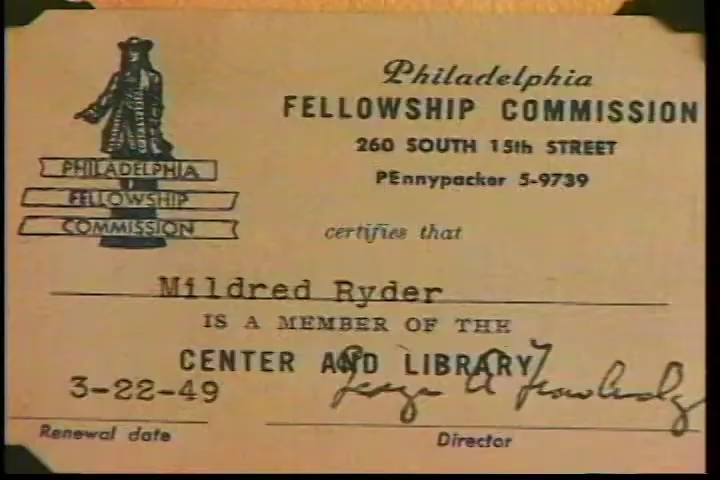 Philadelphia
FELLOWSHIP COMMISSION
260 SOUTH 15th STREET
PEnnypacker 5-9739
PHILADELPHIA
FELLOWSHIP
COMMISSION
certifies that
Mildred Ryder
IS A MEMBER OF THE
CENTER AND LIBRARY
3-22-49
Renewal date
Director